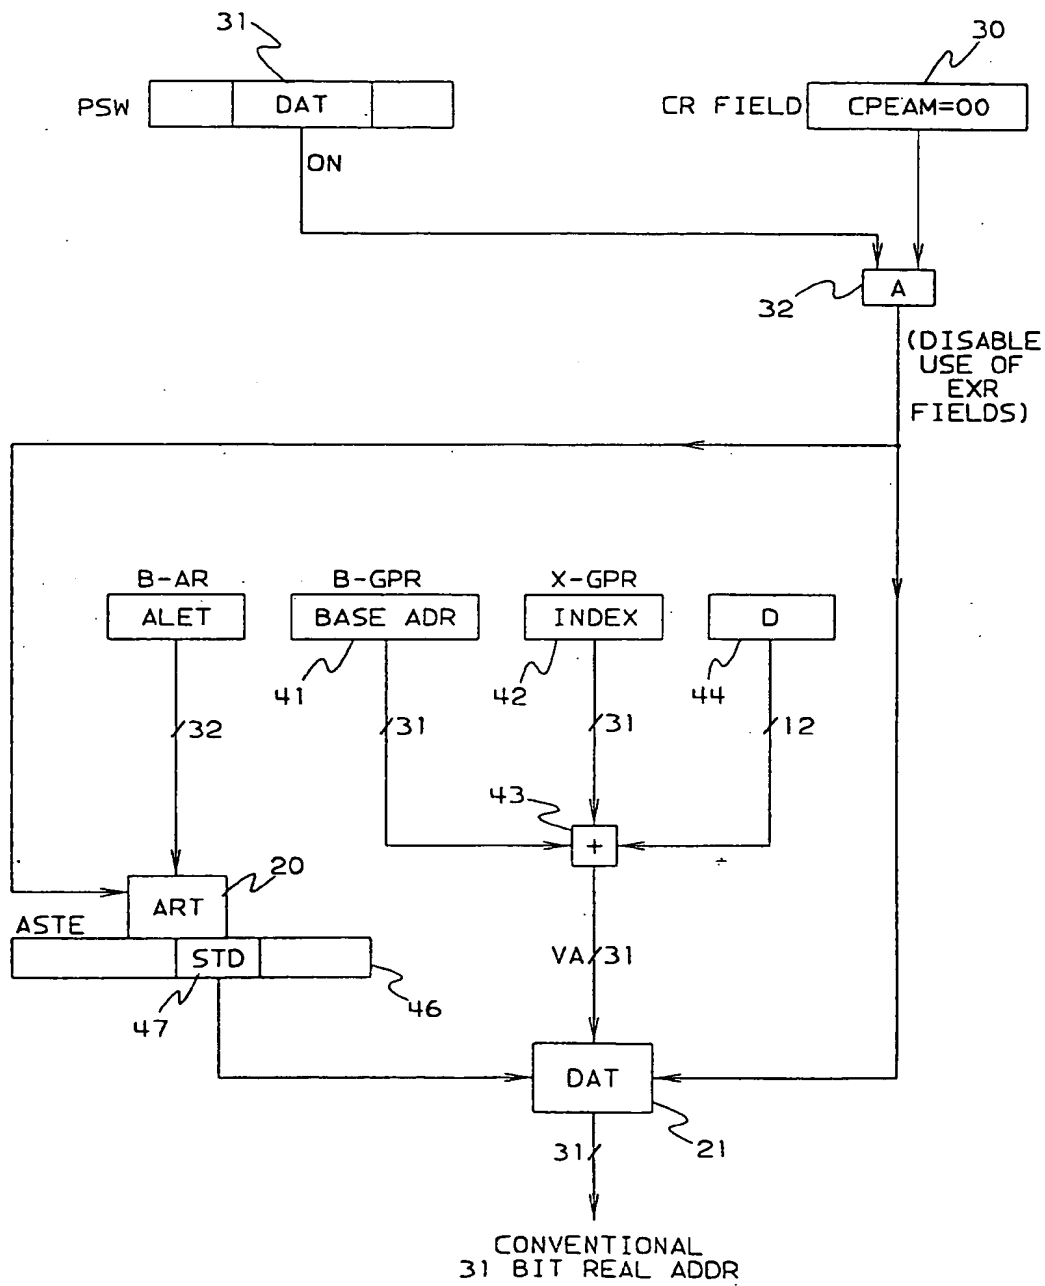 31
30
PSW DAT
CR FIELD CPEAM=00
ON
32 A
(DISABLE
USE OF
EXR
FIELDS)
B-AR B-GPR X-GPR
ALET BASE ADR INDEX D
41 42 44
32 31 31 12
43
+
20
ART
ASTE
STD
VA 31
47 46
DAT
31 21
CONVENTIONAL
31 BIT REAL ADDR